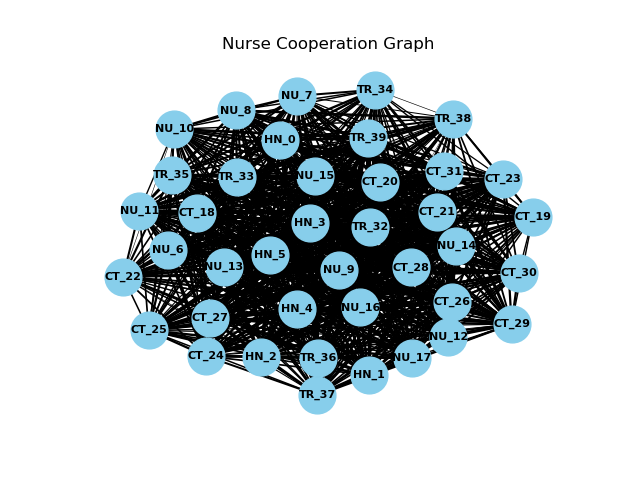 Nurse Cooperation Graph
TR_34
NU_7
NU_8
TR_38
NU_10
TR_39
HN_0
CT_31
TR_35
NU_15
TR_33
CT_23
CT_20
NU_11
CT_18
CT_21
CT_19
HN_3
TR_32
NU_14
NU_6
HN_5
NU_13
CT_28
NU_9
CT_30
CT_22
CT_26
NU_16
HN_4
CT_27
CT_29
CT_25
NU_12
CT_24
HN_2
TR_36
NU_17
HN_1
TR_37